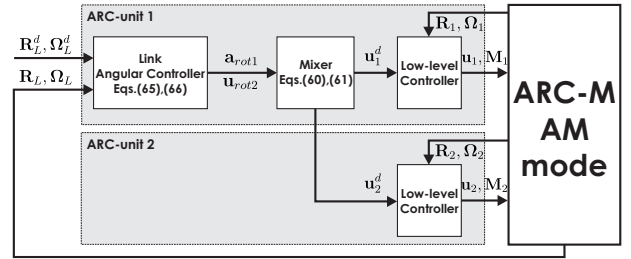 ARC-unit 1
R_L^d, Ω_L^d
R_L, Ω_L
Link
Angular Controller
Eqs.(65),(66)
a_rot1
u_rot2
Mixer
Eqs.(60),(61)
u_1^d
Low-level
Controller
R_1, Ω_1
u_1, M_1
ARC-M
AM
mode
ARC-unit 2
u_2^d
Low-level
Controller
R_2, Ω_2
u_2, M_2